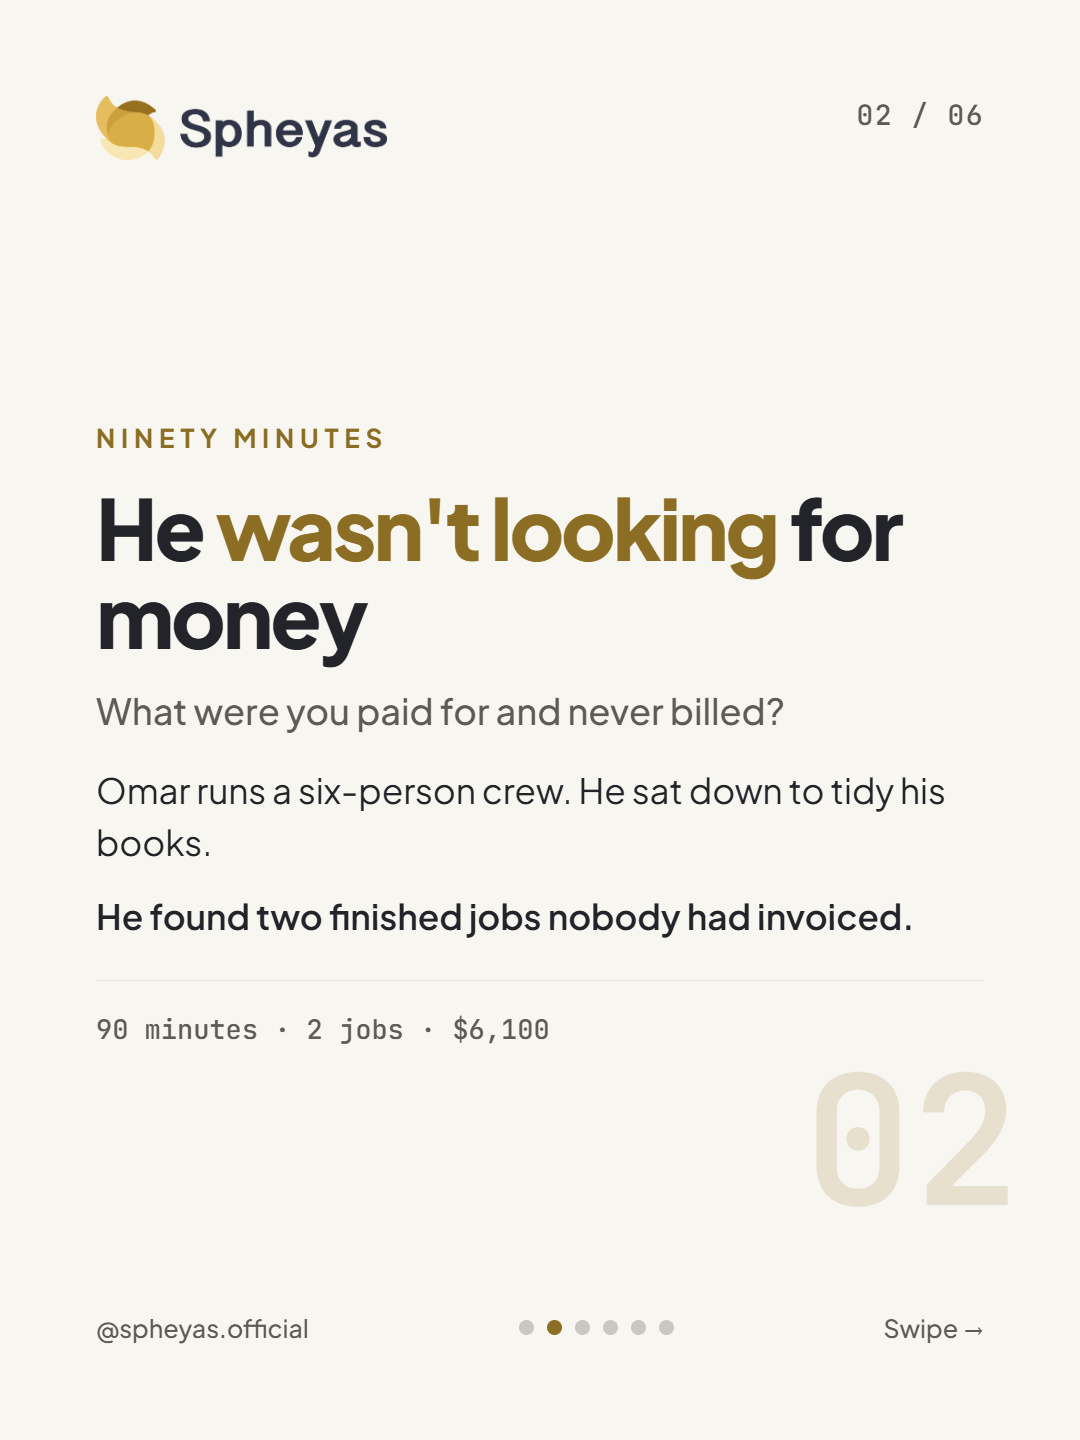 Spheyas
02 / 06
NINETY MINUTES
He wasn't looking for
money
What were you paid for and never billed?
Omar runs a six-person crew. He sat down to tidy his
books.
He found two finished jobs nobody had invoiced.
90 minutes · 2 jobs · $6,100
02
@spheyas.official
Swipe →